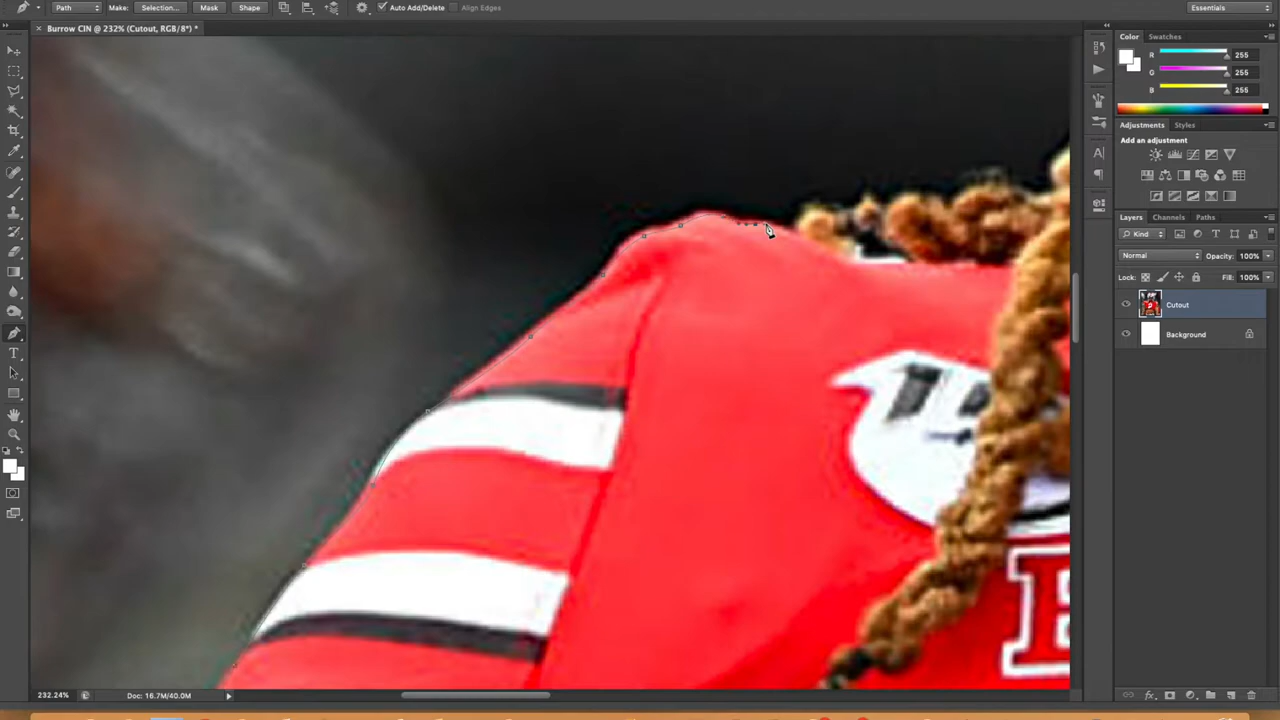 Path Make: Selection... Mask Shape Auto Add/Delete Align Edges Essentials
× Burrow CIN @ 232% (Cutout, RGB/8*) *
Color Swatches
R 255
G 255
B 255
Adjustments Styles
Add an adjustment
Layers Channels Paths
Kind
Normal Opacity: 100%
Lock: Fill: 100%
Cutout
Background
232.24% Doc: 16.7M/40.0M